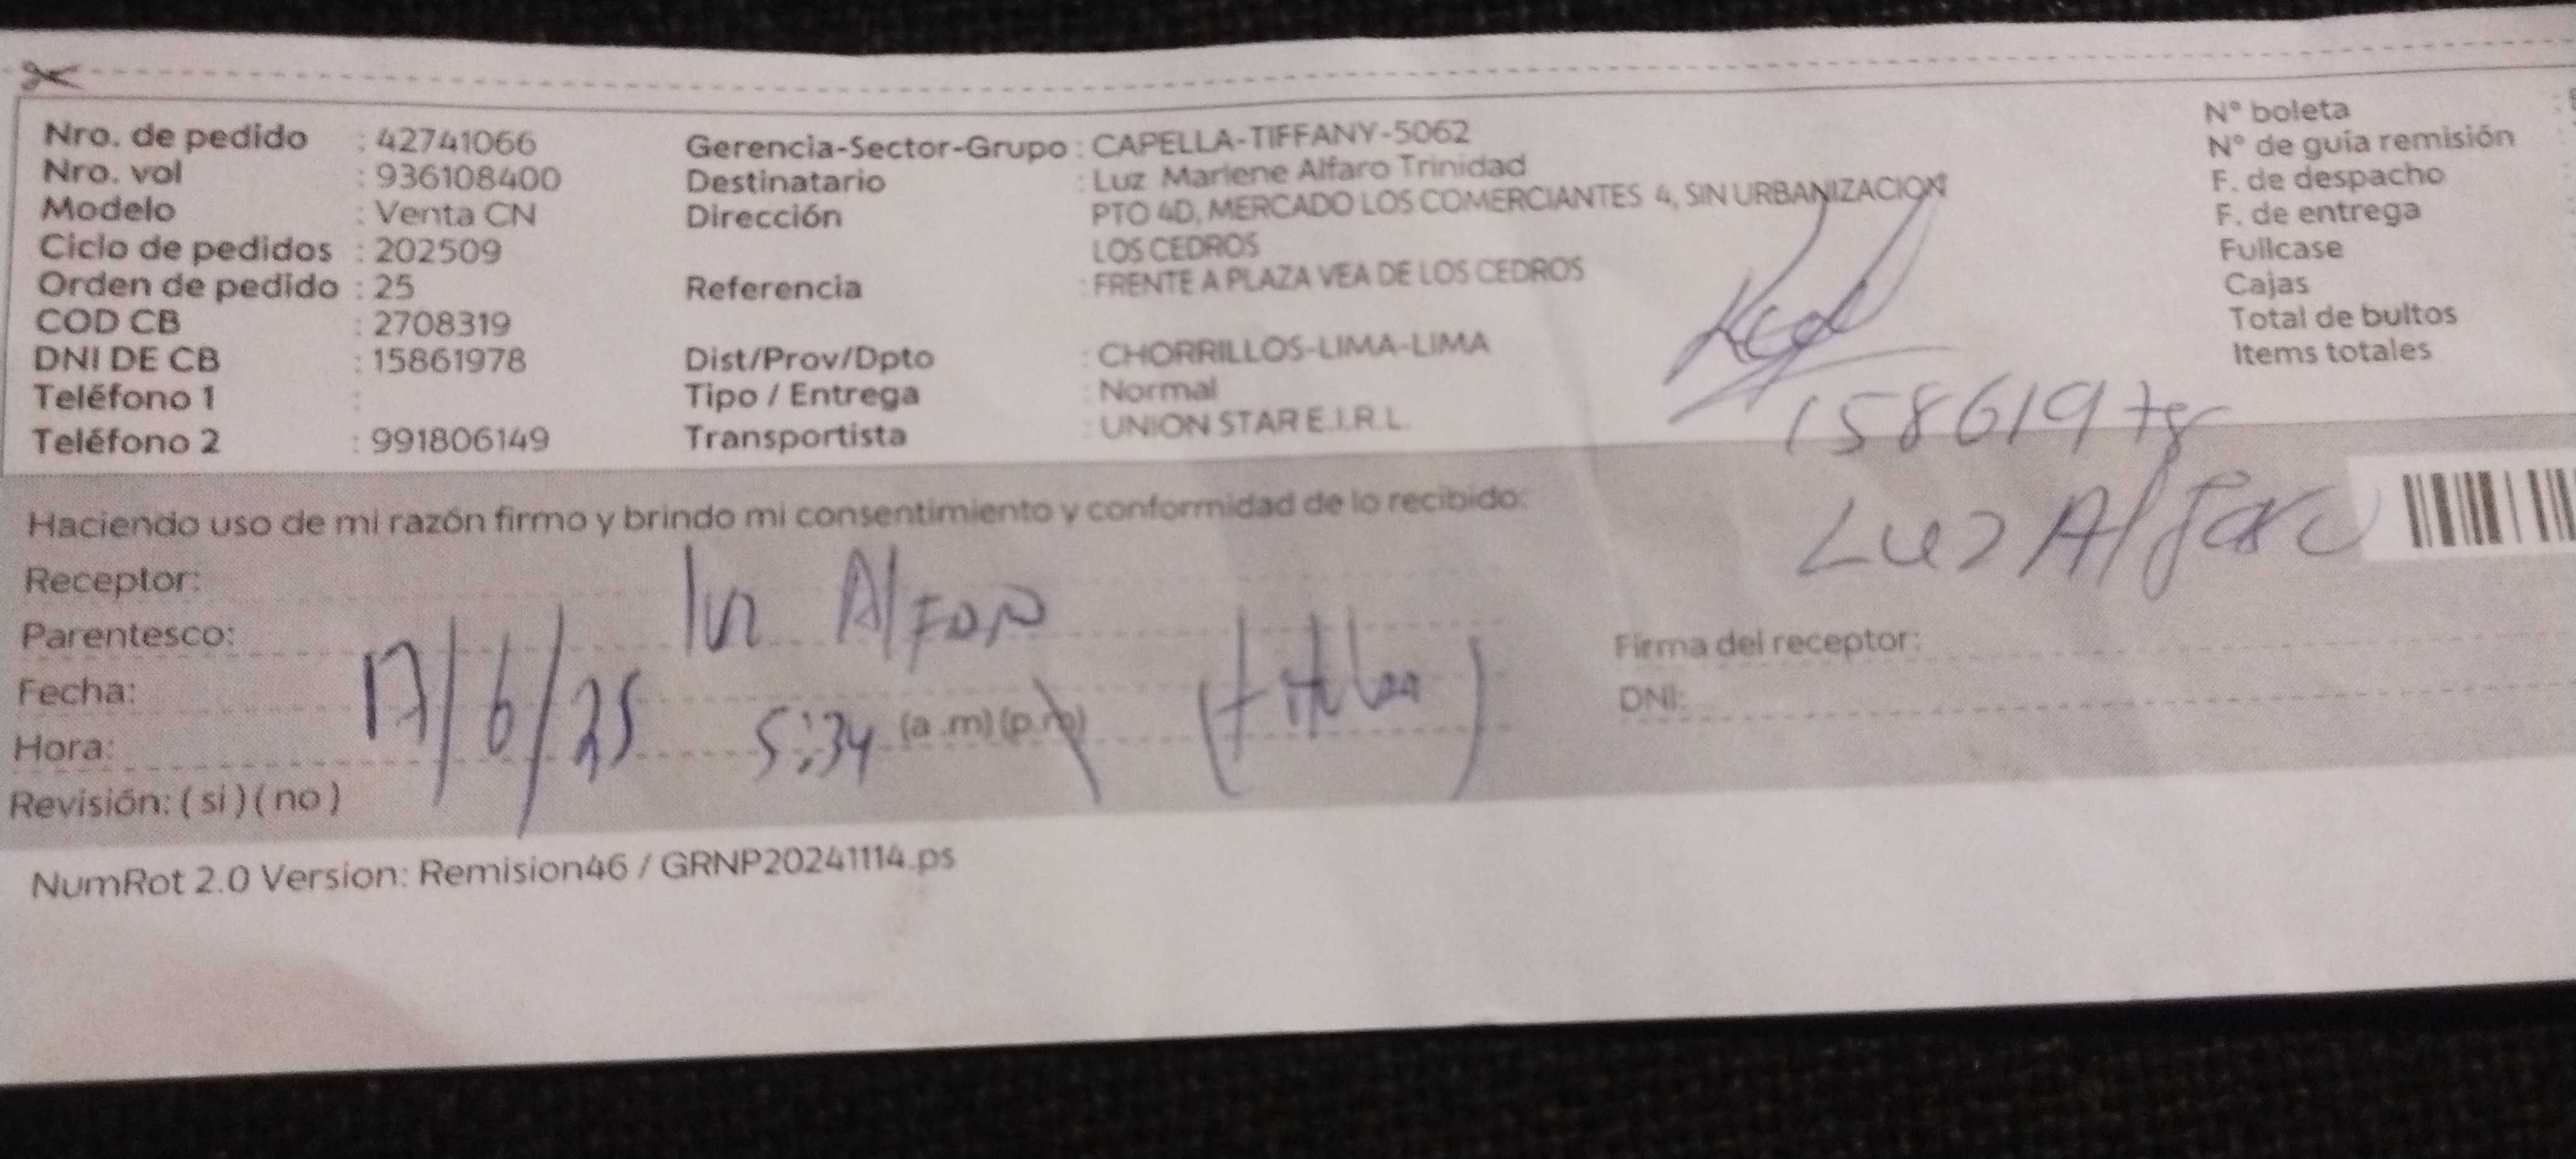 Nro. de pedido : 42741066
Nro. vol : 936108400
Modelo : Venta CN
Ciclo de pedidos : 202509
Orden de pedido : 25
COD CB : 2708319
DNI DE CB : 15861978
Teléfono 1 :
Teléfono 2 : 991806149
Gerencia-Sector-Grupo : CAPELLA-TIFFANY-5062
Destinatario : Luz Marlene Alfaro Trinidad
Dirección PTO 4D, MERCADO LOS COMERCIANTES 4, SIN URBANIZACION
LOS CEDROS
Referencia : FRENTE A PLAZA VEA DE LOS CEDROS
Dist/Prov/Dpto : CHORRILLOS-LIMA-LIMA
Tipo / Entrega : Normal
Transportista : UNION STAR E.I.R.L.
N° boleta
N° de guía remisión
F. de despacho
F. de entrega
Fullcase
Cajas
Total de bultos
Items totales
15861978
Luz Alfaro
Haciendo uso de mi razón firmo y brindo mi consentimiento y conformidad de lo recibido:
Receptor: Luz Alfaro
Parentesco:
Fecha: 17/6/25
Hora: 5:34 (a.m)(p.m)
Revisión: (si)(no)
Firma del receptor:
DNI:
NumRot 2.0 Version: Remision46 / GRNP20241114.ps